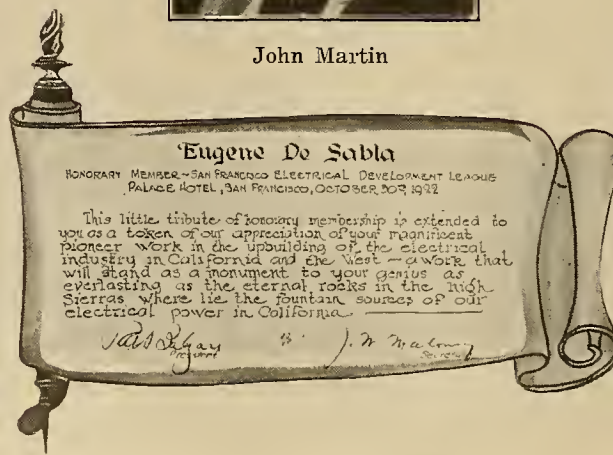 John Martin
Eugene De Sabla
HONORARY MEMBER - SAN FRANCISCO ELECTRICAL DEVELOPMENT LEAGUE
PALACE HOTEL, SAN FRANCISCO, OCTOBER 30TH, 1922
This little tribute of honorary membership is extended to
you as a token of our appreciation of your magnificent
pioneer work in the upbuilding of the electrical
industry in California and the West - a work that
will stand as a monument to your genius as
everlasting as the eternal rocks in the high
Sierras where lie the fountain sources of our
electrical power in California
President
Secretary